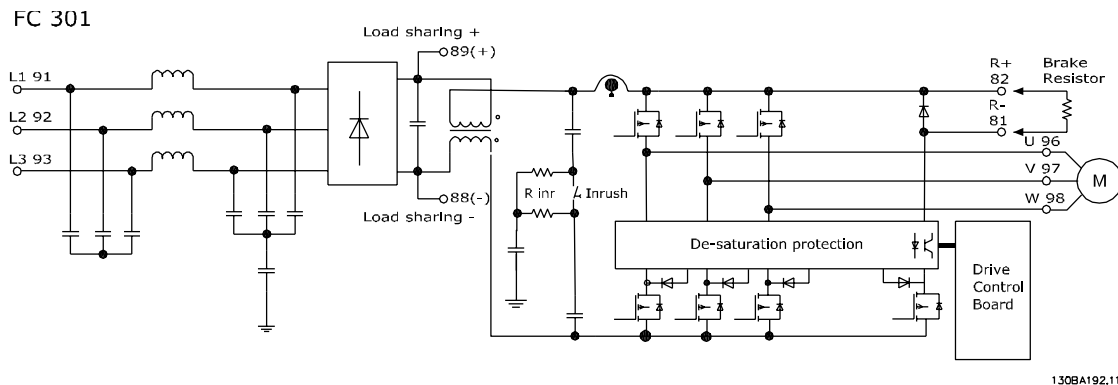 FC 301
Load sharing +
89(+)
L1 91
L2 92
L3 93
R+
82
Brake
Resistor
R-
81
U 96
V 97
W 98
M
R inr
Inrush
88(-)
Load sharing -
De-saturation protection
Drive
Control
Board
130BA192.11